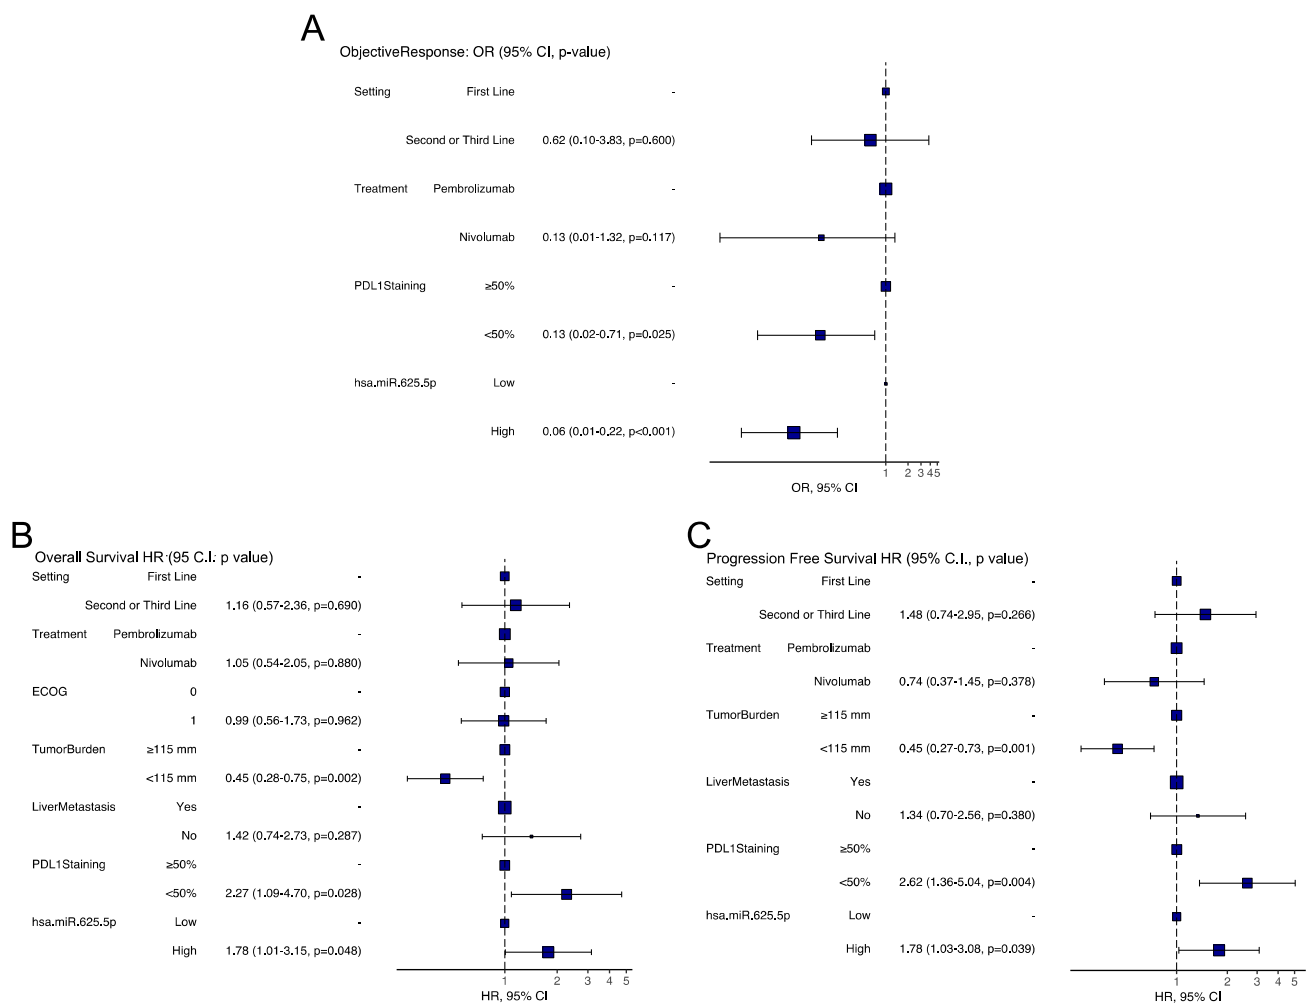 A
ObjectiveResponse: OR (95% CI, p-value)
Setting First Line -
Second or Third Line 0.62 (0.10-3.83, p=0.600)
Treatment Pembrolizumab -
Nivolumab 0.13 (0.01-1.32, p=0.117)
PDL1Staining ≥50% -
<50% 0.13 (0.02-0.71, p=0.025)
hsa.miR.625.5p Low -
High 0.06 (0.01-0.22, p<0.001)
1 2 3 4 5
OR, 95% CI
B
Overall Survival HR (95 C.I. p value)
Setting First Line -
Second or Third Line 1.16 (0.57-2.36, p=0.690)
Treatment Pembrolizumab -
Nivolumab 1.05 (0.54-2.05, p=0.880)
ECOG 0 -
1 0.99 (0.56-1.73, p=0.962)
TumorBurden ≥115 mm -
<115 mm 0.45 (0.28-0.75, p=0.002)
LiverMetastasis Yes -
No 1.42 (0.74-2.73, p=0.287)
PDL1Staining ≥50% -
<50% 2.27 (1.09-4.70, p=0.028)
hsa.miR.625.5p Low -
High 1.78 (1.01-3.15, p=0.048)
1 2 3 4 5
HR, 95% CI
C
Progression Free Survival HR (95% C.I., p value)
Setting First Line -
Second or Third Line 1.48 (0.74-2.95, p=0.266)
Treatment Pembrolizumab -
Nivolumab 0.74 (0.37-1.45, p=0.378)
TumorBurden ≥115 mm -
<115 mm 0.45 (0.27-0.73, p=0.001)
LiverMetastasis Yes -
No 1.34 (0.70-2.56, p=0.380)
PDL1Staining ≥50% -
<50% 2.62 (1.36-5.04, p=0.004)
hsa.miR.625.5p Low -
High 1.78 (1.03-3.08, p=0.039)
1 2 3 4 5
HR, 95% CI